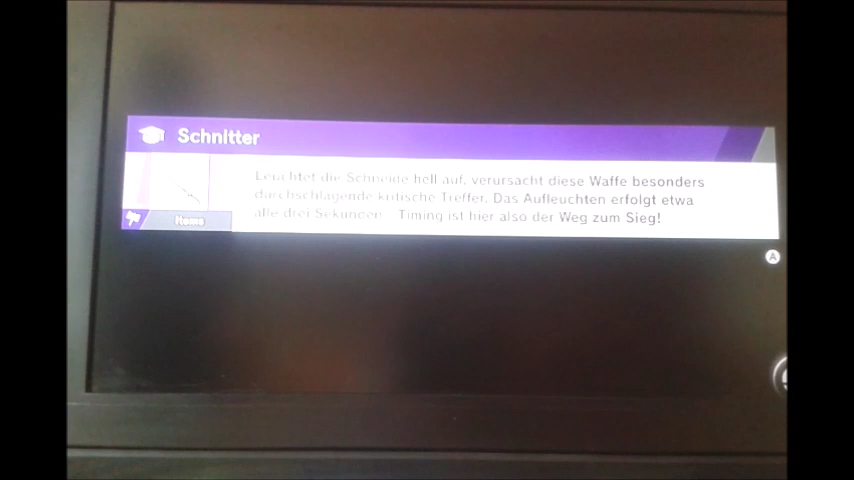 Schnitter
Leuchtet die Schneide hell auf, verursacht diese Waffe besonders
durchschlagende kritische Treffer. Das Aufleuchten erfolgt etwa
alle drei Sekunden. Timing ist hier also der Weg zum Sieg!
Items
A